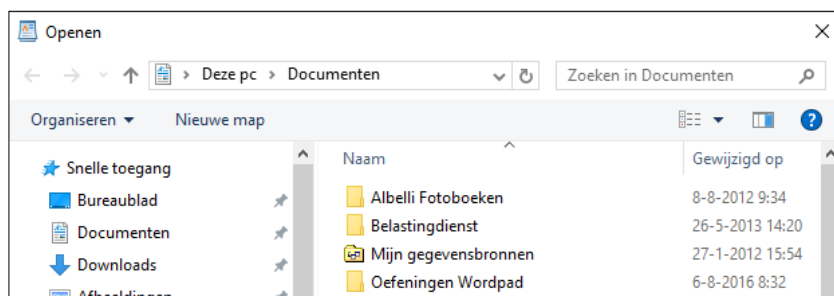 Openen
Deze pc > Documenten
Zoeken in Documenten
Organiseren
Nieuwe map
Snelle toegang
Bureaublad
Documenten
Downloads
Afbeeldingen
Naam
Gewijzigd op
Albelli Fotoboeken
8-8-2012 9:34
Belastingdienst
26-5-2013 14:20
Mijn gegevensbronnen
27-1-2012 15:54
Oefeningen Wordpad
6-8-2016 8:32